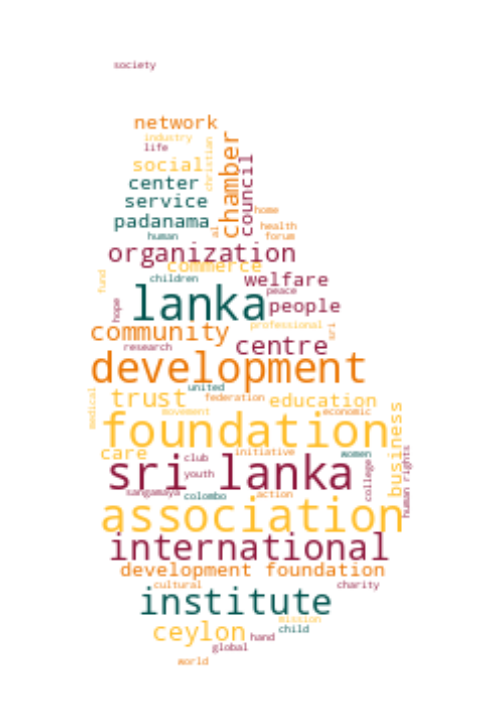 society
network
industry
life
christian
chamber
social
council
center
service
home
padanama
al
health
human
forum
organization
commerce
fund
children
welfare
peace
hope
lanka
people
community
professional
sri
research
centre
development
medical
united
trust
federation
education
movement
economic
foundation
business
care
club
initiative
women
human rights
sri lanka
youth
college
sangamaya
colombo
action
association
international
development foundation
cultural
charity
institute
mission
ceylon
child
hand
global
world